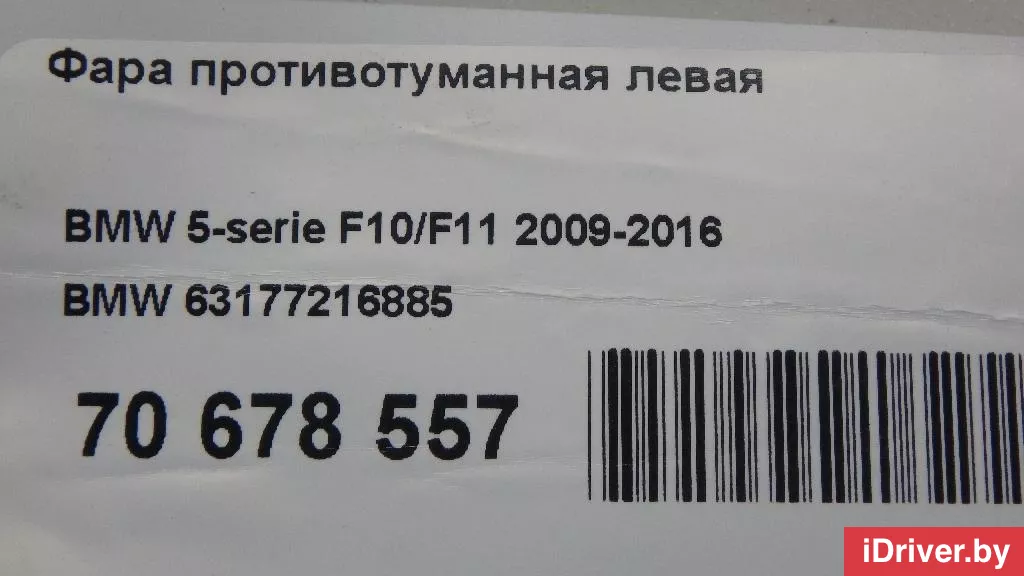 Фара противотуманная левая
BMW 5-serie F10/F11 2009-2016
BMW 63177216885
70 678 557
iDriver.by